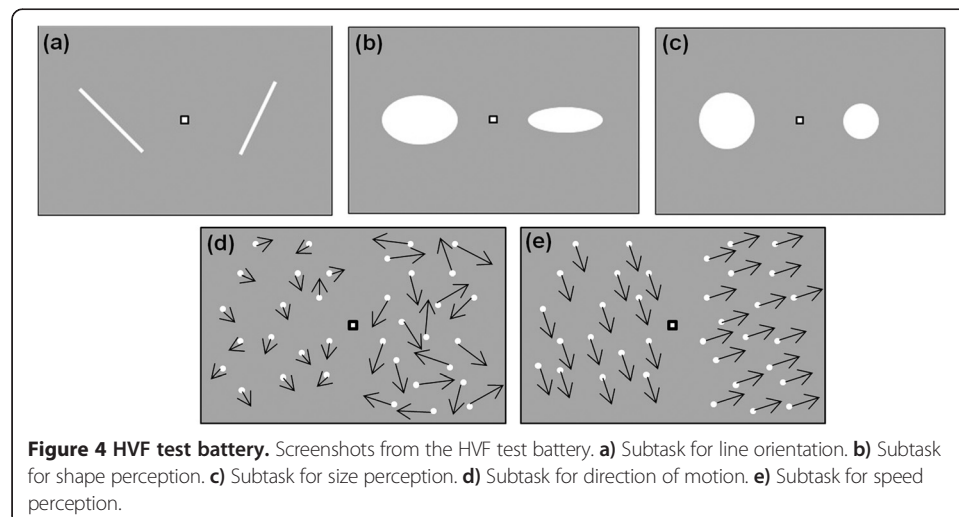 (a)
(b)
(c)
(d)
(e)
Figure 4 HVF test battery. Screenshots from the HVF test battery. a) Subtask for line orientation. b) Subtask
for shape perception. c) Subtask for size perception. d) Subtask for direction of motion. e) Subtask for speed
perception.